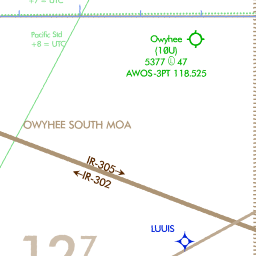 +7 = UTC
Pacific Std
+8 = UTC
Owyhee
(10U)
5377 Ⓛ 47
AWOS-3PT 118.525
OWYHEE SOUTH MOA
IR-305
IR-302
LUUIS
127